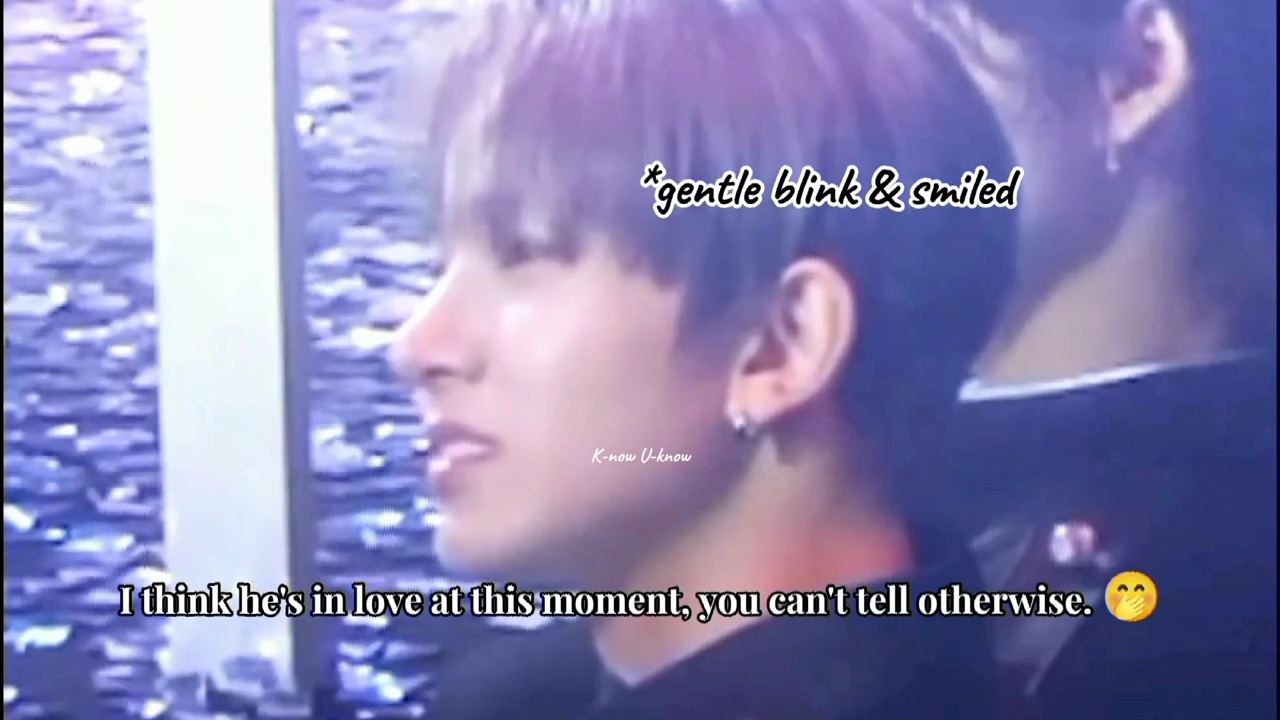 *gentle blink & smiled
K-now U-know
I think he's in love at this moment, you can't tell otherwise. 🤭